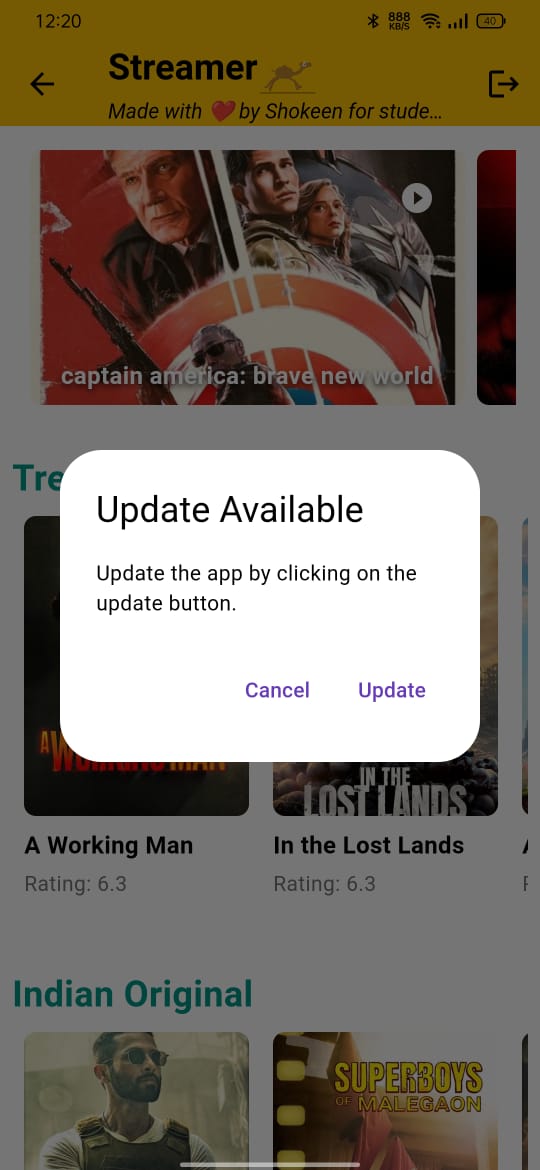 12:20
888
KB/S
40
Streamer
Made with ❤️ by Shokeen for stude…
captain america: brave new world
Tre
Update Available
Update the app by clicking on the
update button.
Cancel
Update
IN THE
LOST LANDS
A Working Man
In the Lost Lands
Rating: 6.3
Rating: 6.3
Indian Original
SUPERBOYS
OF MALEGAON